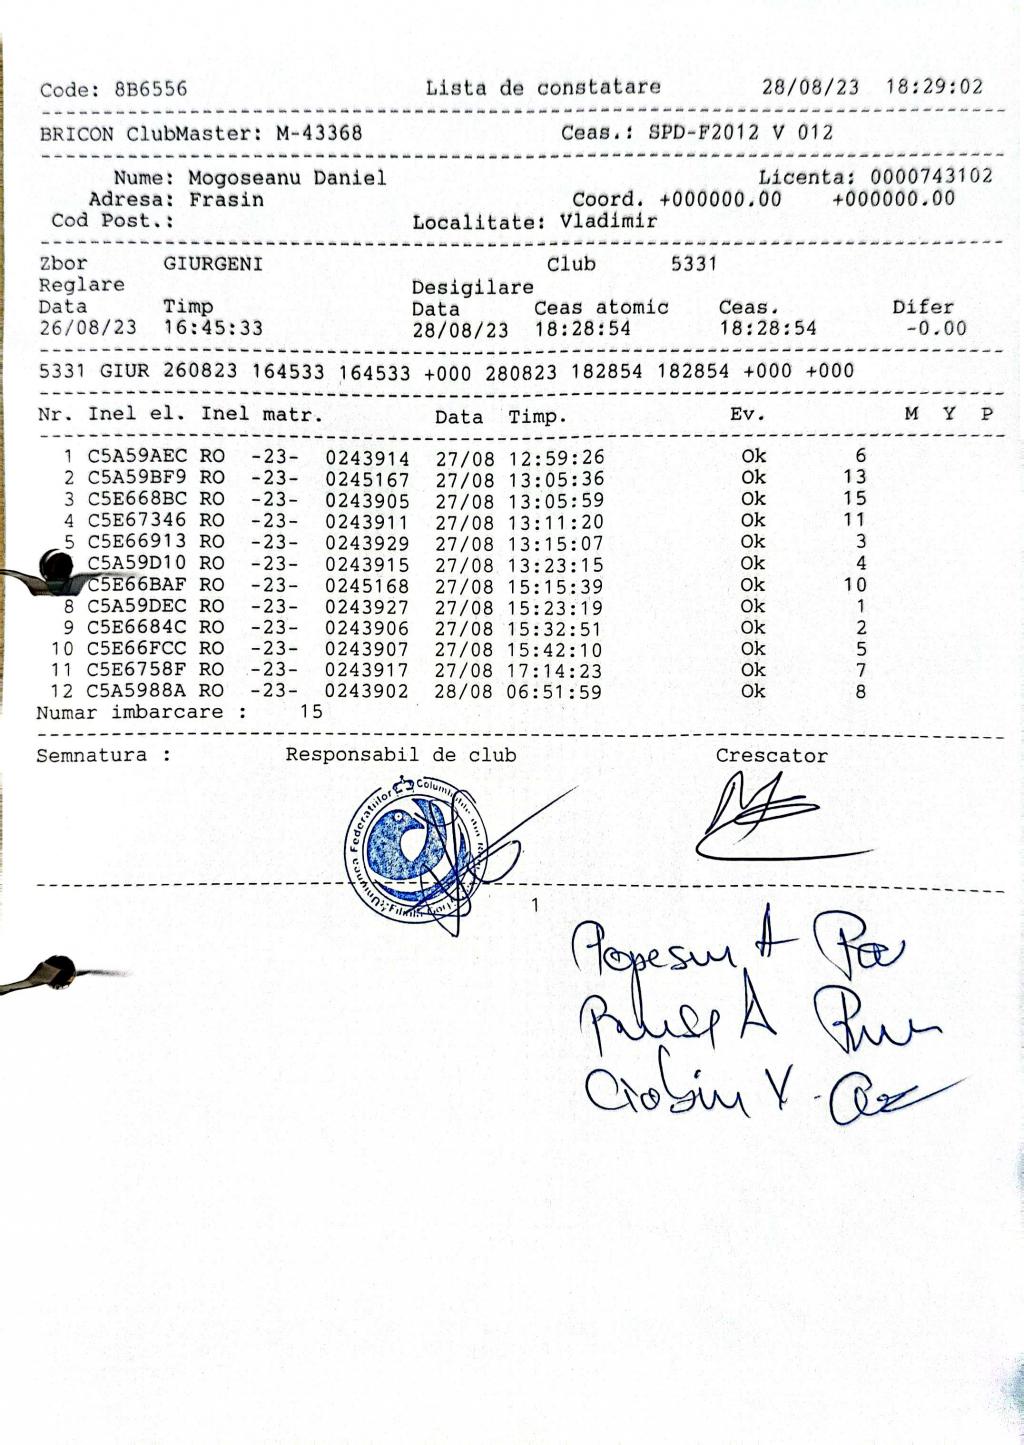 Code: 8B6556 Lista de constatare 28/08/23 18:29:02
BRICON ClubMaster: M-43368 Ceas.: SPD-F2012 V 012
Nume: Mogoseanu Daniel Licenta: 0000743102
Adresa: Frasin Coord. +000000.00 +000000.00
Cod Post.: Localitate: Vladimir
Zbor GIURGENI Club 5331
Reglare Desigilare
Data Timp Data Ceas atomic Ceas. Difer
26/08/23 16:45:33 28/08/23 18:28:54 18:28:54 -0.00
5331 GIUR 260823 164533 164533 +000 280823 182854 182854 +000 +000
Nr. Inel el. Inel matr. Data Timp. Ev. M Y P
1 C5A59AEC RO -23- 0243914 27/08 12:59:26 Ok 6
2 C5A59BF9 RO -23- 0245167 27/08 13:05:36 Ok 13
3 C5E668BC RO -23- 0243905 27/08 13:05:59 Ok 15
4 C5E67346 RO -23- 0243911 27/08 13:11:20 Ok 11
5 C5E66913 RO -23- 0243929 27/08 13:15:07 Ok 3
C5A59D10 RO -23- 0243915 27/08 13:23:15 Ok 4
C5E66BAF RO -23- 0245168 27/08 15:15:39 Ok 10
8 C5A59DEC RO -23- 0243927 27/08 15:23:19 Ok 1
9 C5E6684C RO -23- 0243906 27/08 15:32:51 Ok 2
10 C5E66FCC RO -23- 0243907 27/08 15:42:10 Ok 5
11 C5E6758F RO -23- 0243917 27/08 17:14:23 Ok 7
12 C5A5988A RO -23- 0243902 28/08 06:51:59 Ok 8
Numar imbarcare : 15
Semnatura : Responsabil de club Crescator
Uniunea Federatiilor Columbofile din
1
Popescu A
A